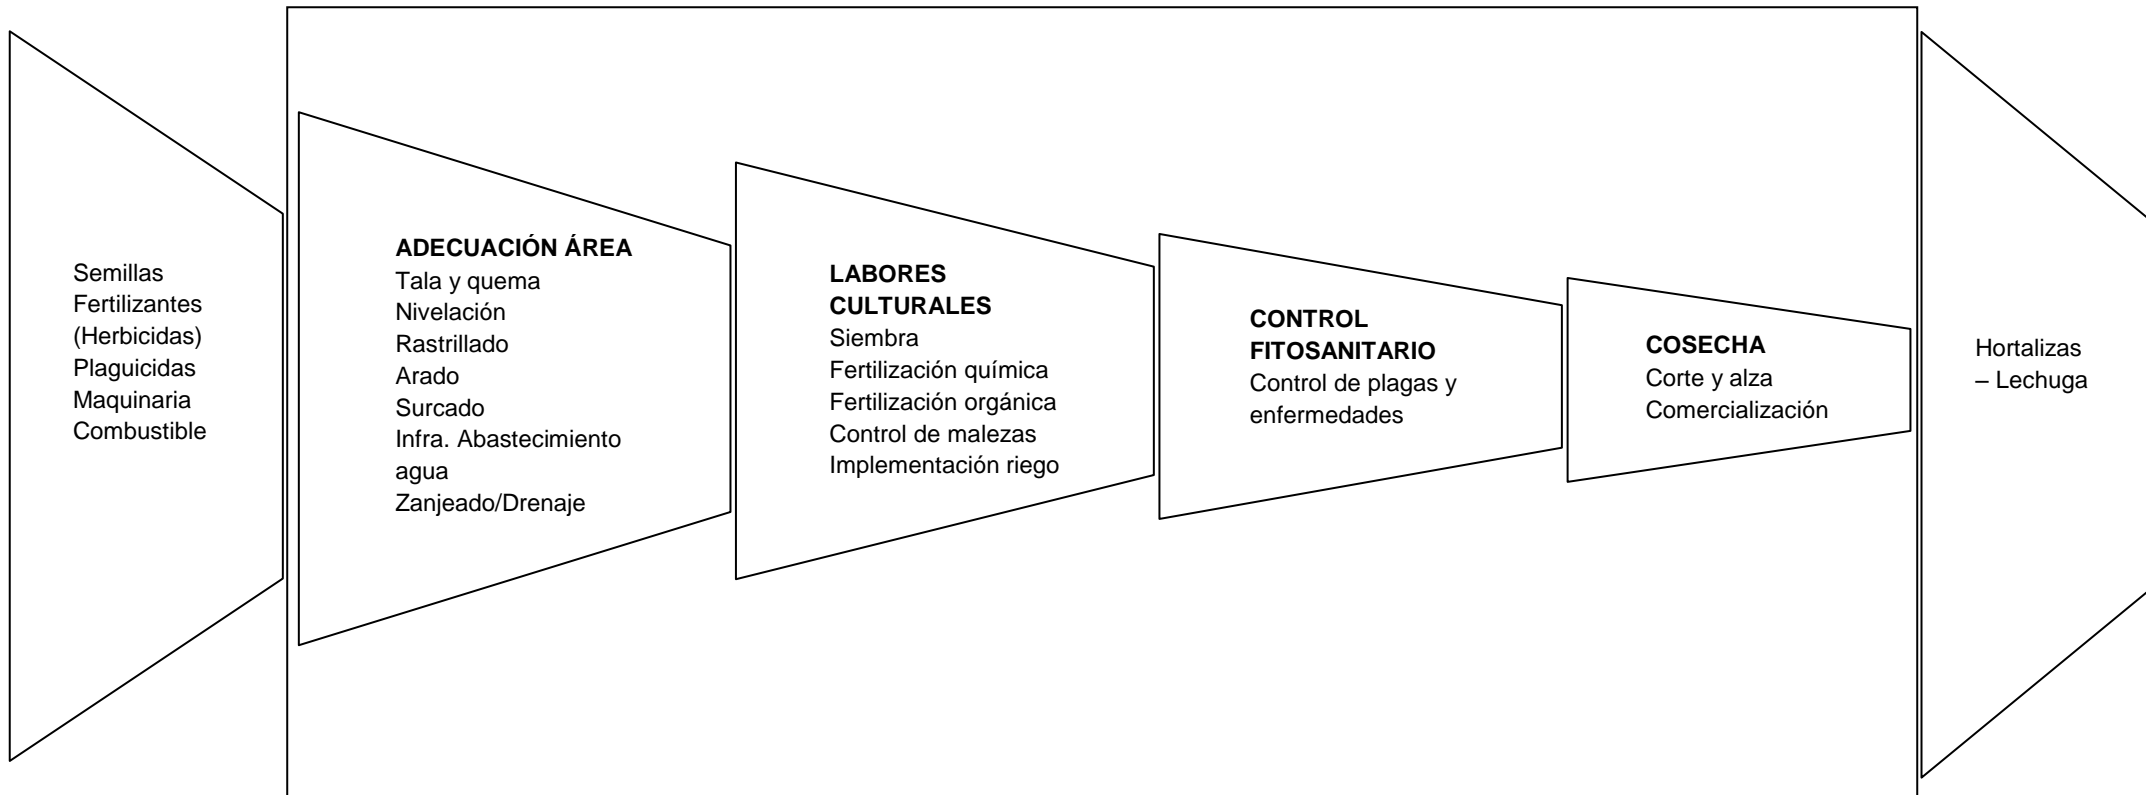 Semillas
Fertilizantes
(Herbicidas)
Plaguicidas
Maquinaria
Combustible
ADECUACIÓN ÁREA
Tala y quema
Nivelación
Rastrillado
Arado
Surcado
Infra. Abastecimiento
agua
Zanjeado/Drenaje
LABORES
CULTURALES
Siembra
Fertilización química
Fertilización orgánica
Control de malezas
Implementación riego
CONTROL
FITOSANITARIO
Control de plagas y
enfermedades
COSECHA
Corte y alza
Comercialización
Hortalizas
– Lechuga